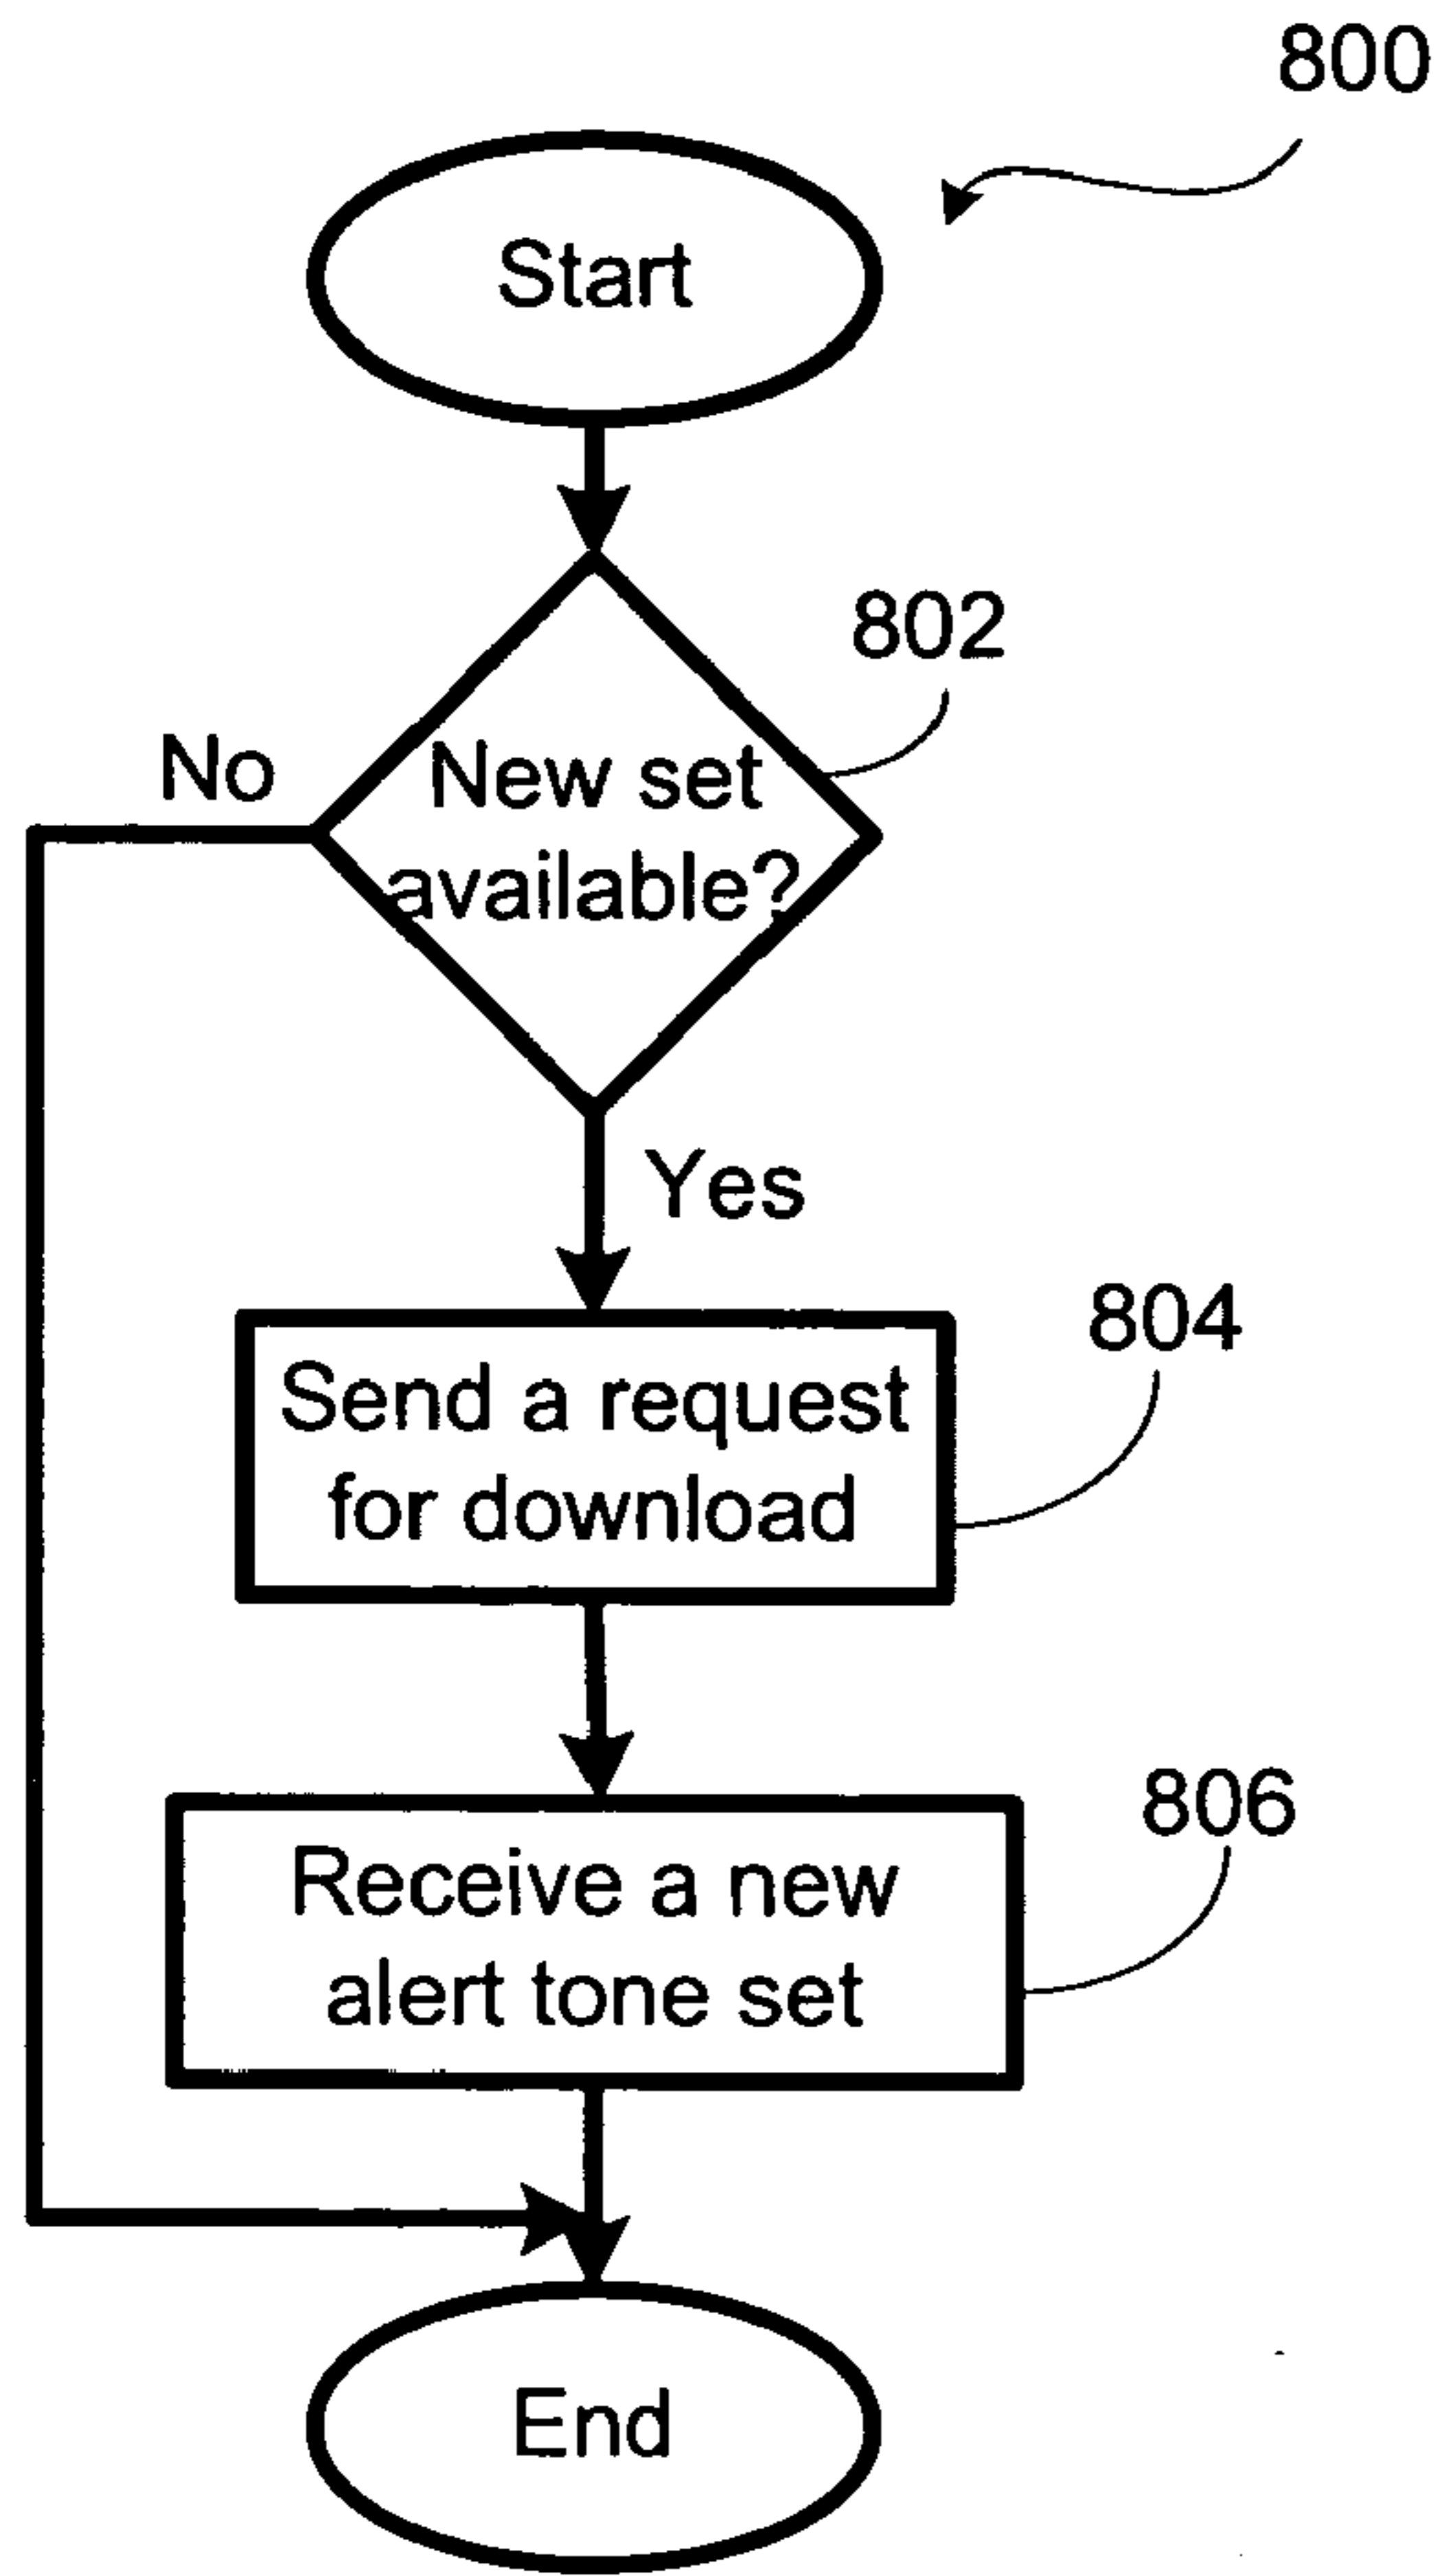 800
Start
802
No
New set
available?
Yes
804
Send a request
for download
806
Receive a new
alert tone set
End